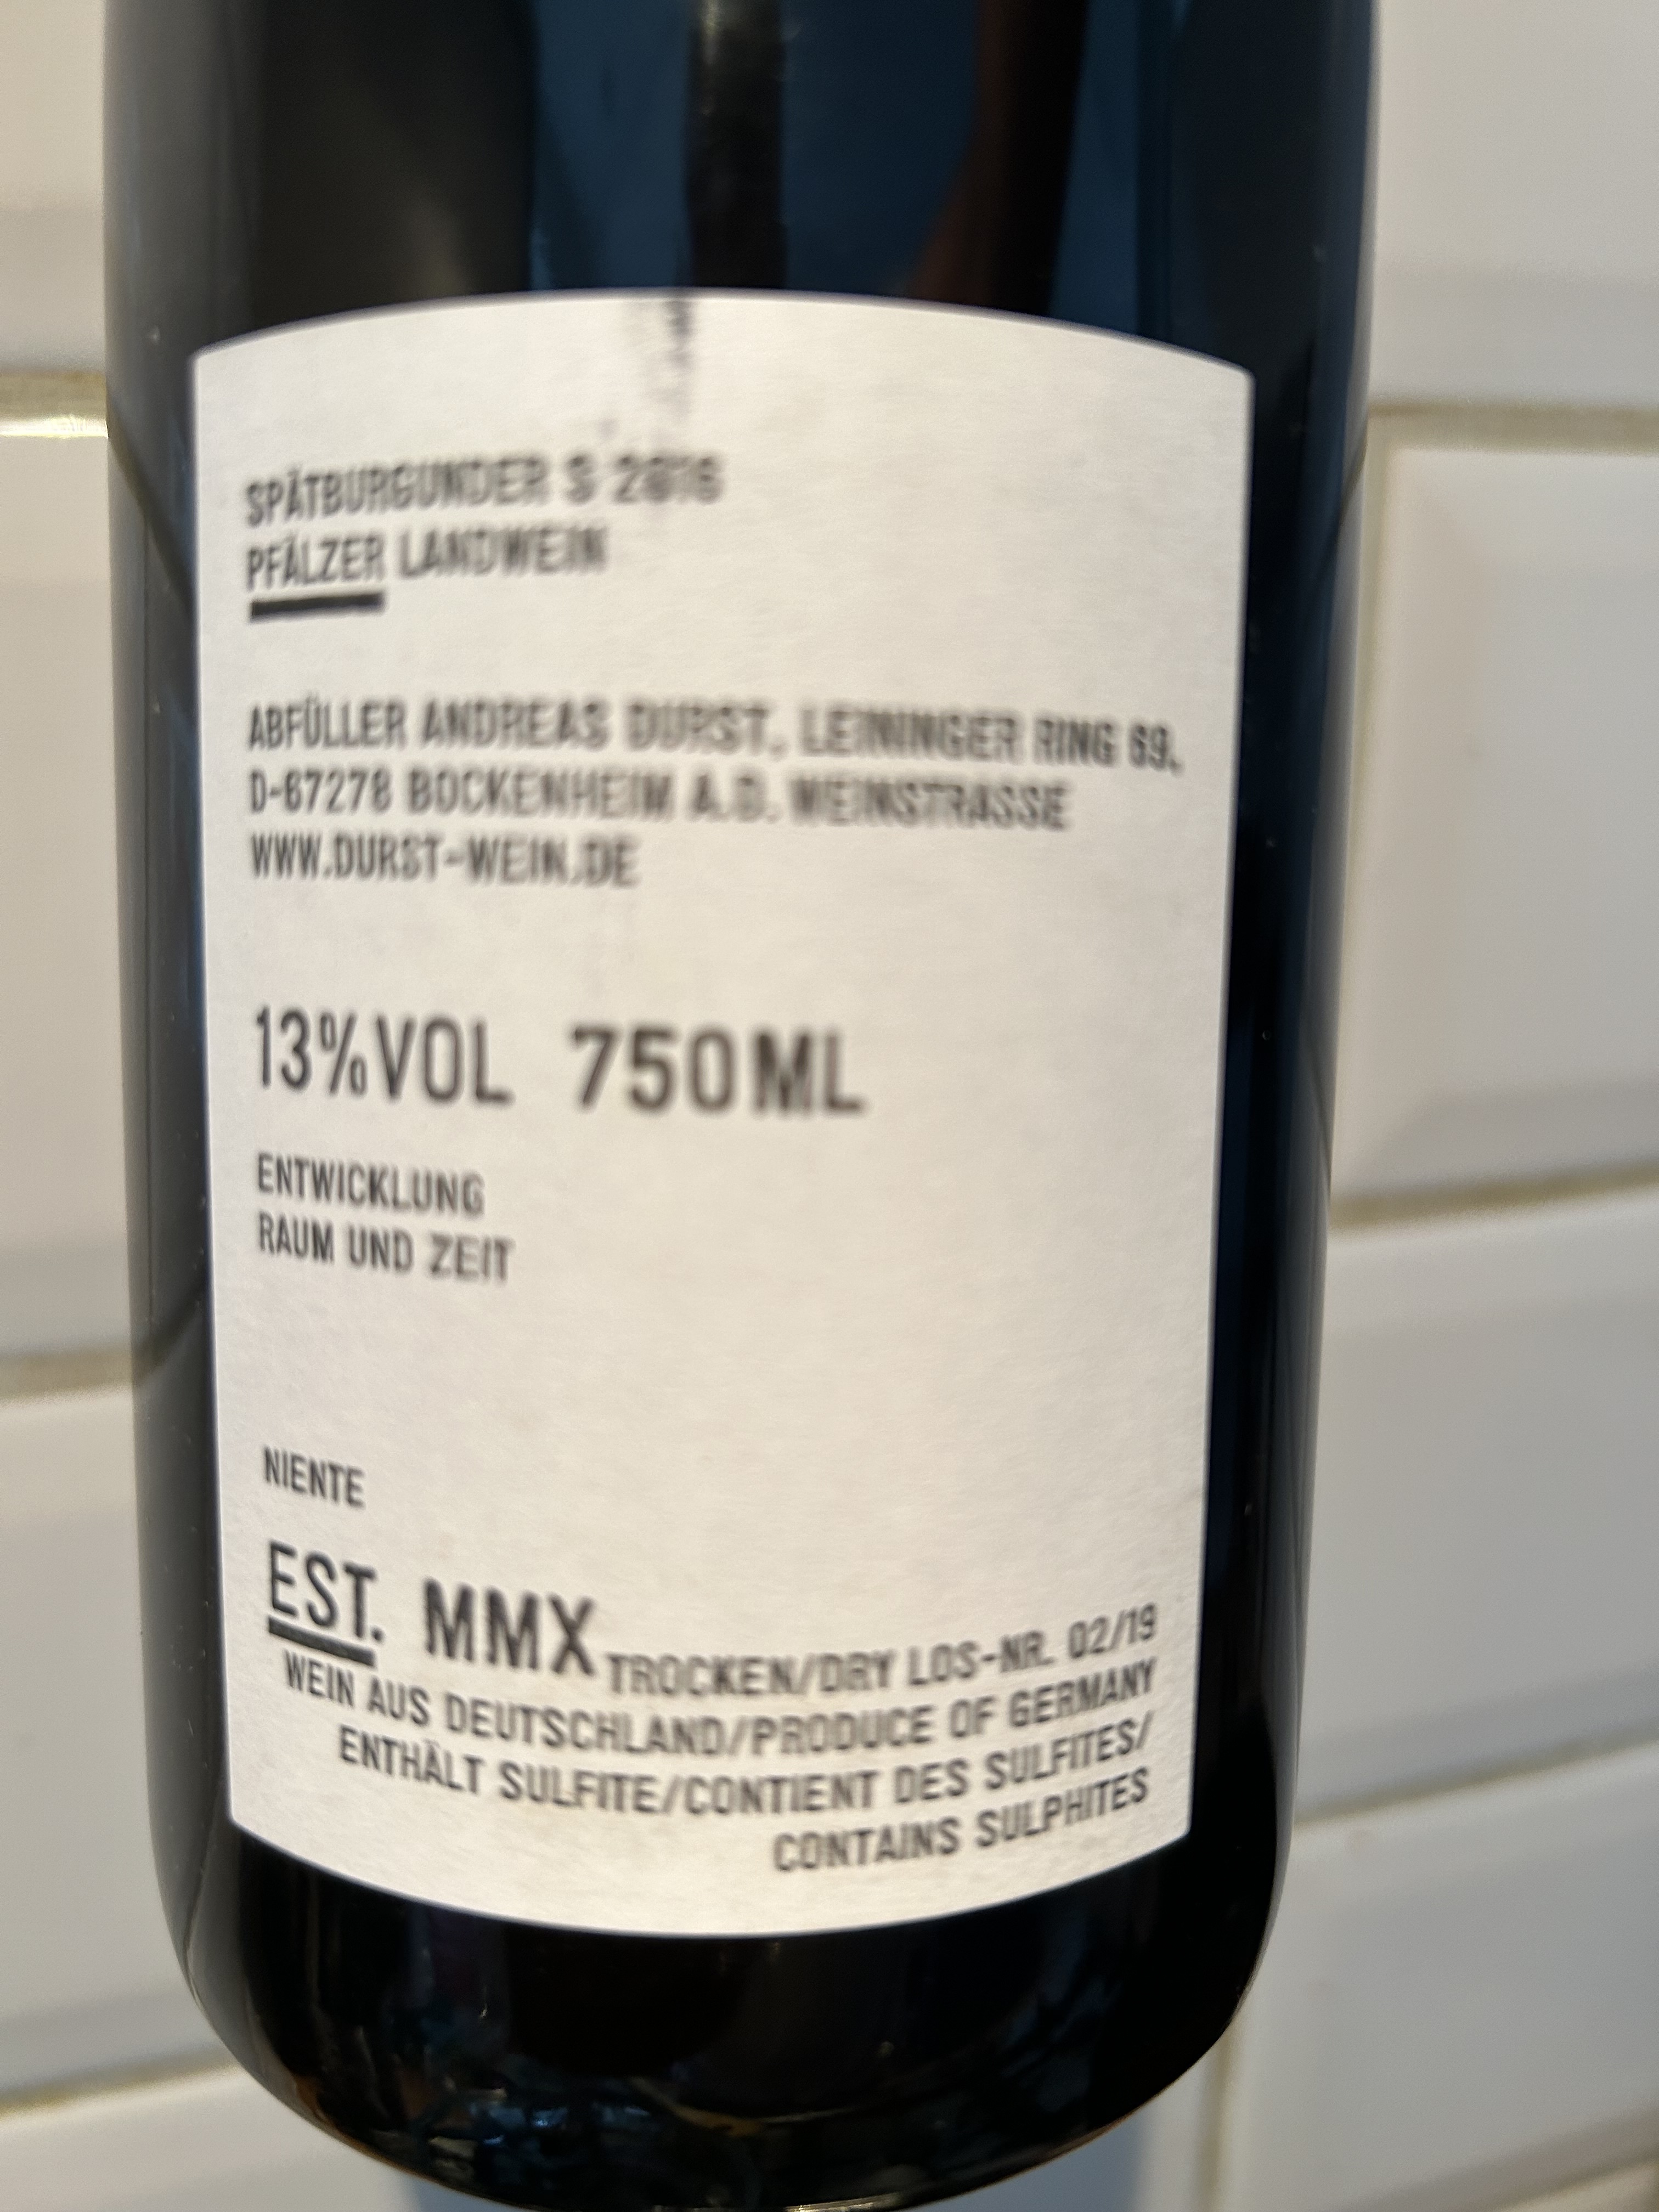 SPÄTBURGUNDER S 2016
PFÄLZER LANDWEIN
ABFÜLLER ANDREAS DURST, LEININGER RING 69,
D-67278 BOCKENHEIM A.D. WEINSTRASSE
WWW.DURST-WEIN.DE
13%VOL 750ML
ENTWICKLUNG
RAUM UND ZEIT
NIENTE
EST. MMX TROCKEN/DRY LOS-NR. 02/19
WEIN AUS DEUTSCHLAND/PRODUCE OF GERMANY
ENTHÄLT SULFITE/CONTIENT DES SULFITES/
CONTAINS SULPHITES